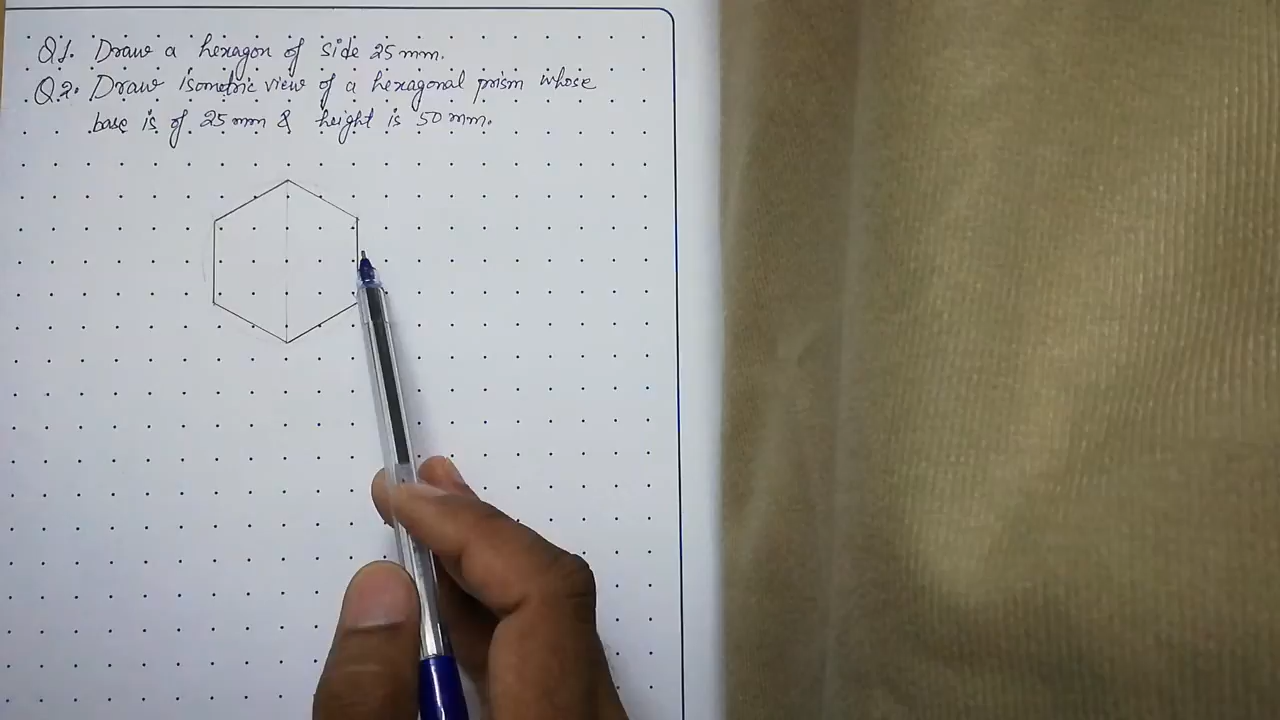 Q1. Draw a hexagon of side 25 mm.
Q2. Draw isometric view of a hexagonal prism whose
base is of 25 mm & height is 50 mm.